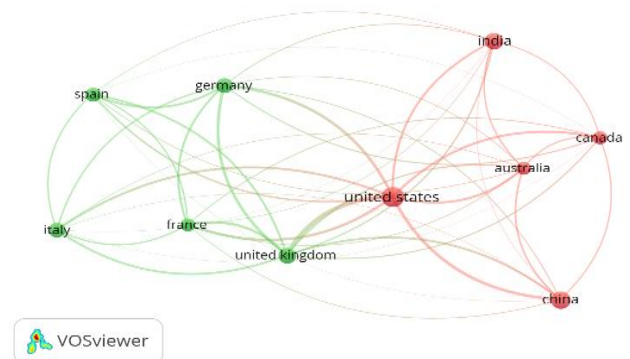 india
germany
spain
canada
australia
united states
france
italy
united kingdom
china
VOSviewer